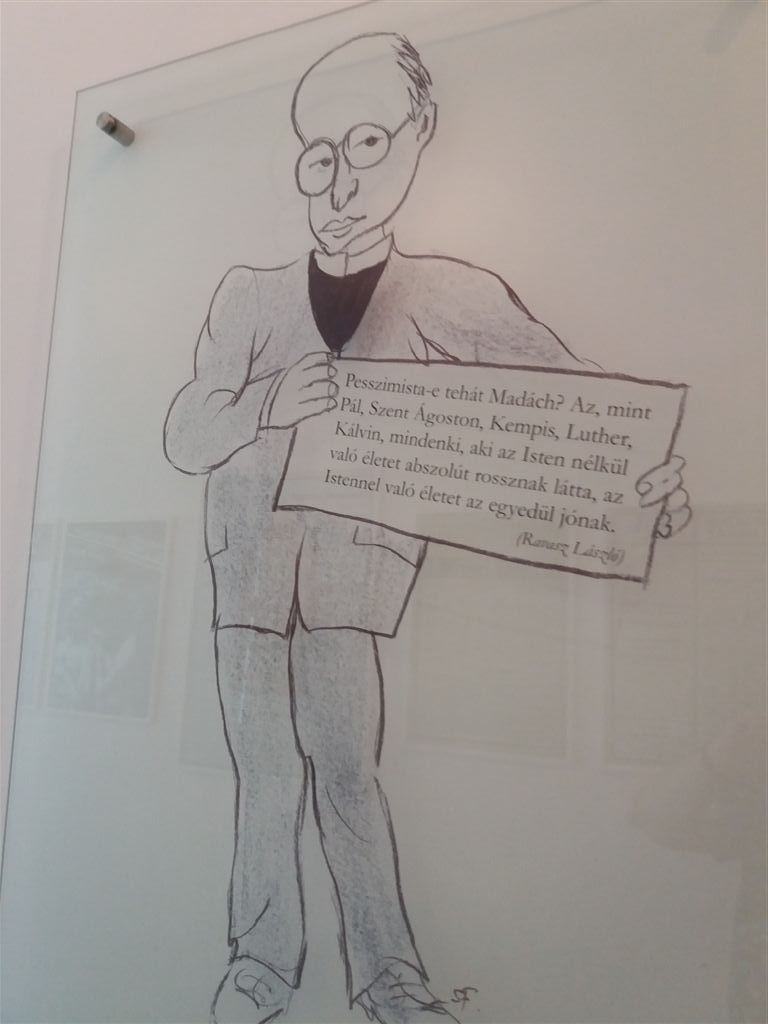 Pesszimista-e tehát Madách? Az, mint
Pál, Szent Ágoston, Kempis, Luther,
Kálvin, mindenki, aki az Isten nélkül
való életet abszolút rossznak látta, az
Istennel való életet az egyedül jónak.
(Ravasz László)